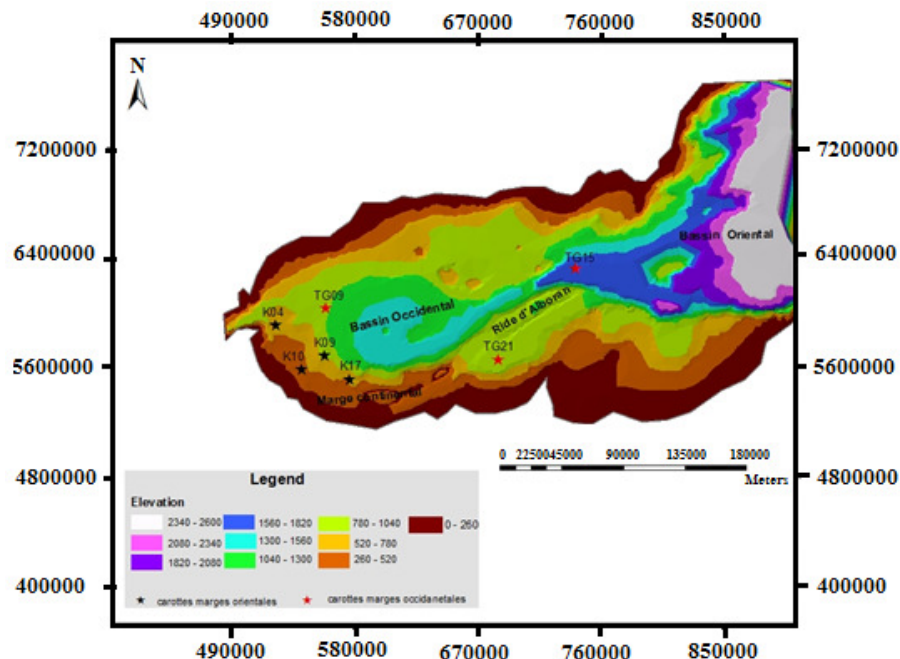 490000 580000 670000 760000 850000
N
7200000 7200000
Bassin Oriental
6400000 6400000
TG15
TG09
K04
Bassin Occidental
Ride d'Alboran
K09
TG21
K10
K17
5600000 5600000
Marge continental
0 22500 45000 90000 135000 180000
Meters
4800000 4800000
Legend
Elevation
2340 - 2600 1560 - 1820 780 - 1040 0 - 260
2080 - 2340 1300 - 1560 520 - 780
1820 - 2080 1040 - 1300 260 - 520
400000 400000
carottes marges orientales carottes marges occidanetales
490000 580000 670000 760000 850000